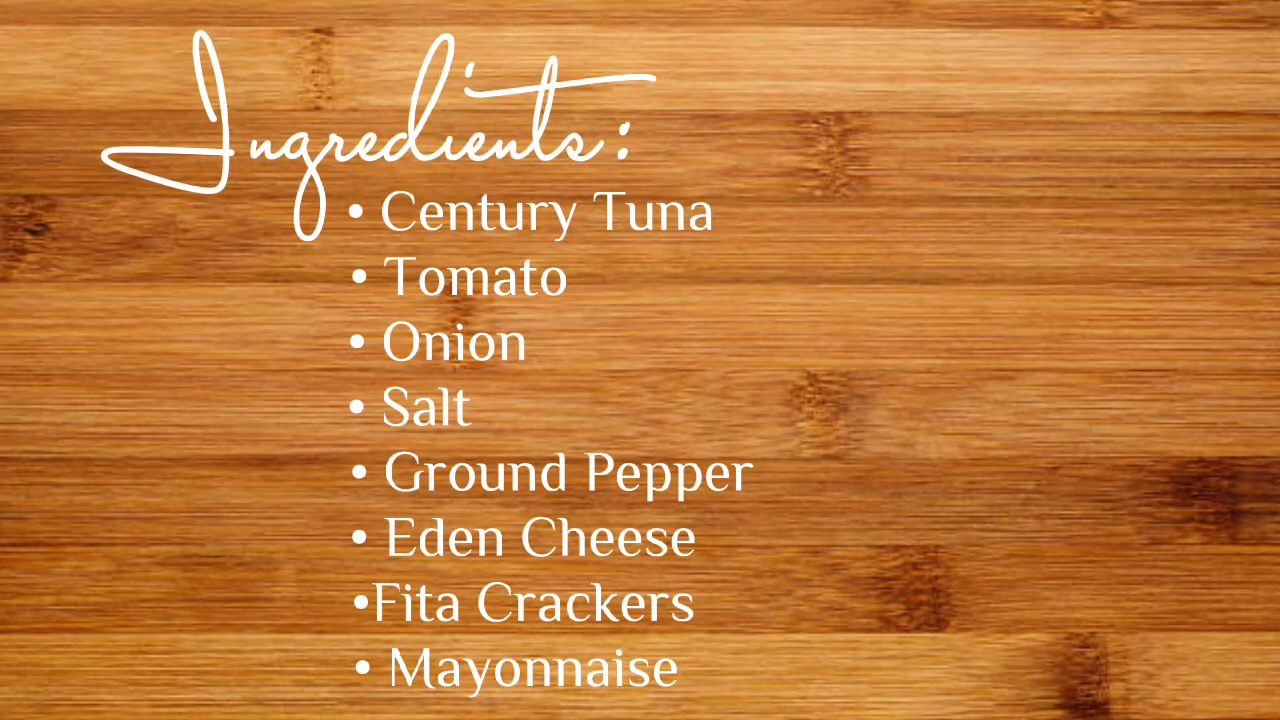 Ingredients:
• Century Tuna
• Tomato
• Onion
• Salt
• Ground Pepper
• Eden Cheese
•Fita Crackers
• Mayonnaise